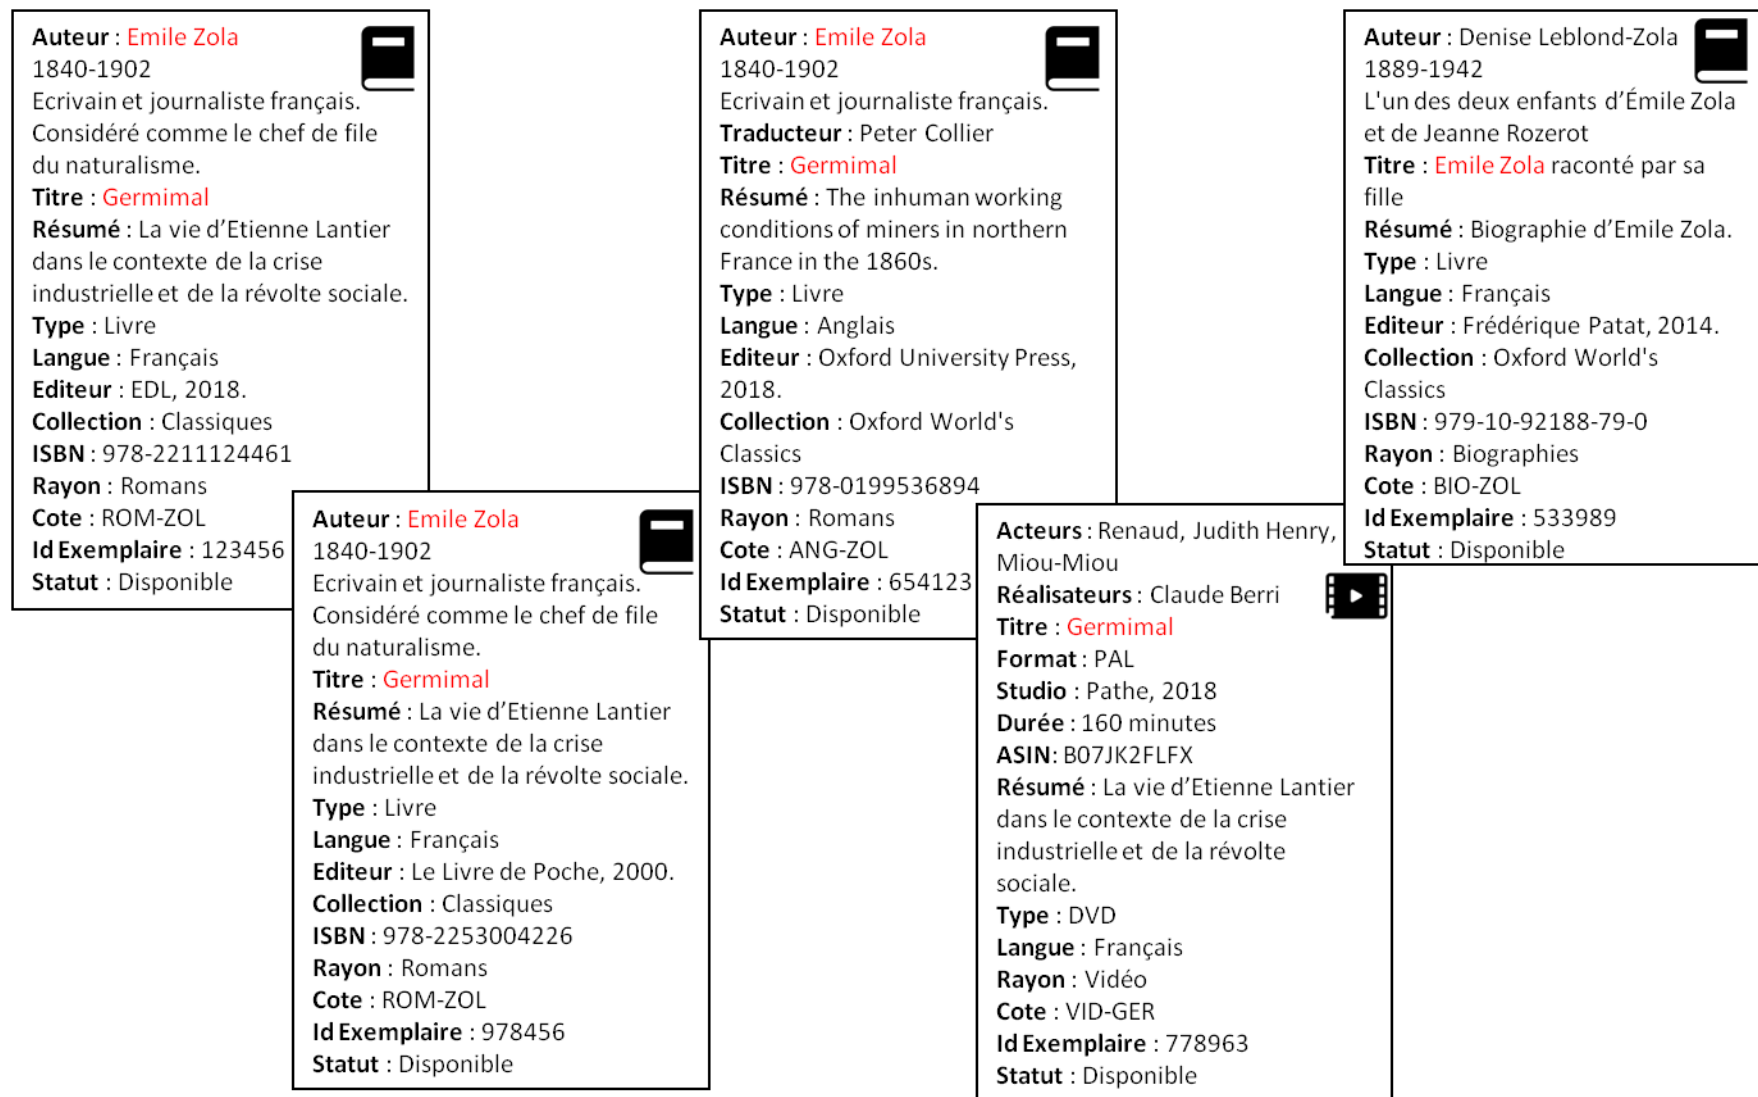 Auteur : Emile Zola
1840-1902
Ecrivain et journaliste français.
Considéré comme le chef de file
du naturalisme.
Titre : Germimal
Résumé : La vie d’Etienne Lantier
dans le contexte de la crise
industrielle et de la révolte sociale.
Type : Livre
Langue : Français
Editeur : EDL, 2018.
Collection : Classiques
ISBN : 978-2211124461
Rayon : Romans
Cote : ROM-ZOL
Id Exemplaire : 123456
Statut : Disponible
Auteur : Emile Zola
1840-1902
Ecrivain et journaliste français.
Considéré comme le chef de file
du naturalisme.
Titre : Germimal
Résumé : La vie d’Etienne Lantier
dans le contexte de la crise
industrielle et de la révolte sociale.
Type : Livre
Langue : Français
Editeur : Le Livre de Poche, 2000.
Collection : Classiques
ISBN : 978-2253004226
Rayon : Romans
Cote : ROM-ZOL
Id Exemplaire : 978456
Statut : Disponible
Auteur : Emile Zola
1840-1902
Ecrivain et journaliste français.
Traducteur : Peter Collier
Titre : Germimal
Résumé : The inhuman working
conditions of miners in northern
France in the 1860s.
Type : Livre
Langue : Anglais
Editeur : Oxford University Press,
2018.
Collection : Oxford World's
Classics
ISBN : 978-0199536894
Rayon : Romans
Cote : ANG-ZOL
Id Exemplaire : 654123
Statut : Disponible
Acteurs : Renaud, Judith Henry,
Miou-Miou
Réalisateurs : Claude Berri
Titre : Germimal
Format : PAL
Studio : Pathe, 2018
Durée : 160 minutes
ASIN: B07JK2FLFX
Résumé : La vie d’Etienne Lantier
dans le contexte de la crise
industrielle et de la révolte
sociale.
Type : DVD
Langue : Français
Rayon : Vidéo
Cote : VID-GER
Id Exemplaire : 778963
Statut : Disponible
Auteur : Denise Leblond-Zola
1889-1942
L'un des deux enfants d’Émile Zola
et de Jeanne Rozerot
Titre : Emile Zola raconté par sa
fille
Résumé : Biographie d’Emile Zola.
Type : Livre
Langue : Français
Editeur : Frédérique Patat, 2014.
Collection : Oxford World's
Classics
ISBN : 979-10-92188-79-0
Rayon : Biographies
Cote : BIO-ZOL
Id Exemplaire : 533989
Statut : Disponible